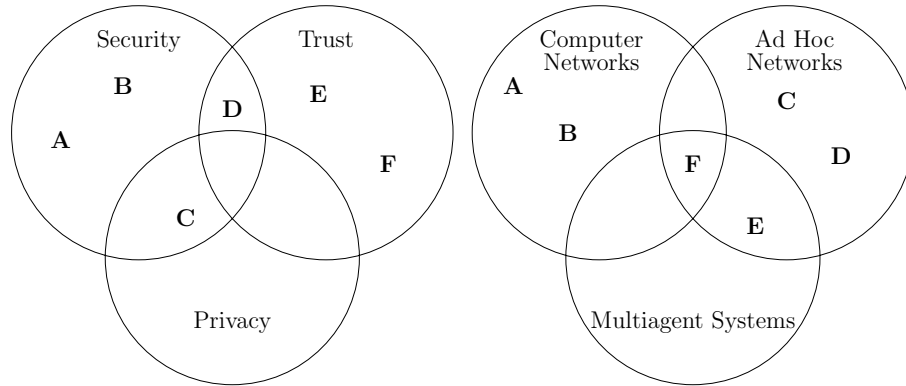 Security
Trust
B
E
D
A
F
C
Privacy
Computer
Networks
Ad Hoc
Networks
A
C
B
D
F
E
Multiagent Systems